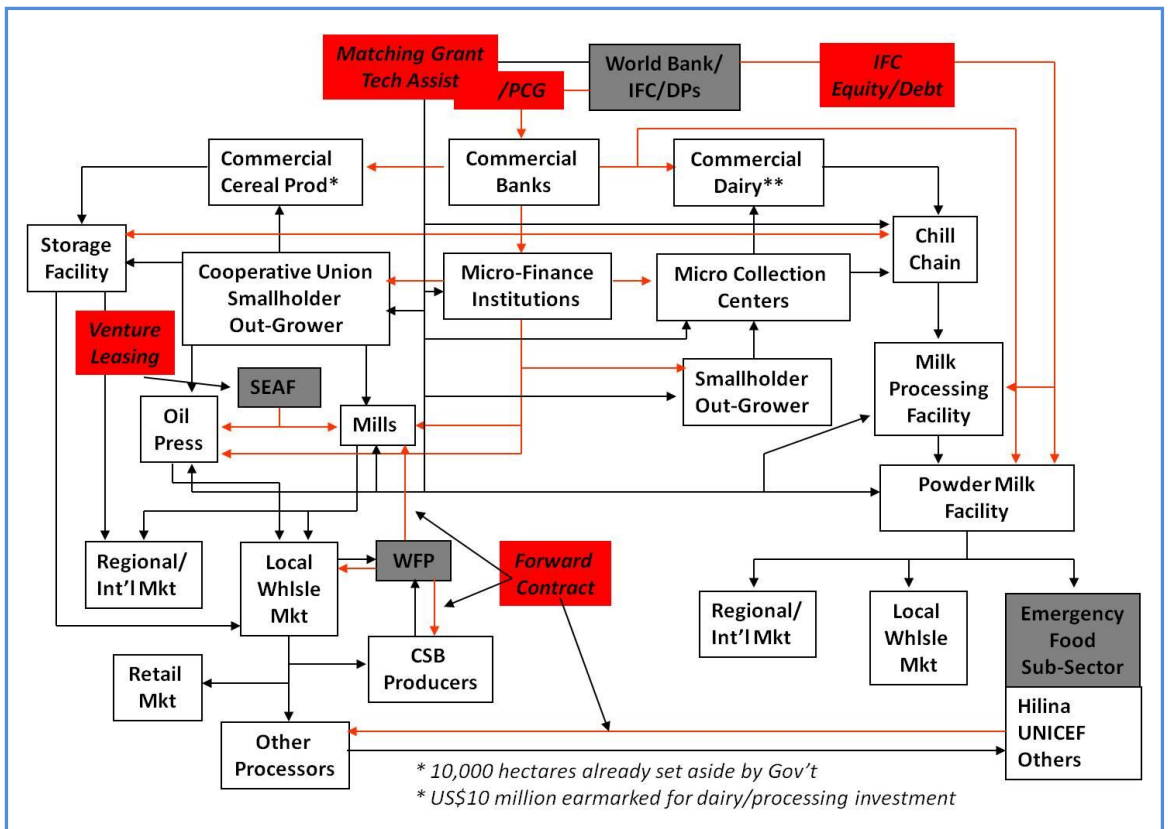 Matching Grant
Tech Assist
/PCG
World Bank/
IFC/DPs
IFC
Equity/Debt
Commercial
Cereal Prod*
Commercial
Banks
Commercial
Dairy**
Storage
Facility
Cooperative Union
Smallholder
Out-Grower
Micro-Finance
Institutions
Micro Collection
Centers
Chill
Chain
Venture
Leasing
SEAF
Oil
Press
Mills
Smallholder
Out-Grower
Milk
Processing
Facility
Powder Milk
Facility
Regional/
Int'l Mkt
Local
Whlsle
Mkt
WFP
Forward
Contract
Regional/
Int'l Mkt
Local
Whlsle
Mkt
Emergency
Food
Sub-Sector
Hilina
UNICEF
Others
Retail
Mkt
CSB
Producers
Other
Processors
* 10,000 hectares already set aside by Gov't
* US$10 million earmarked for dairy/processing investment